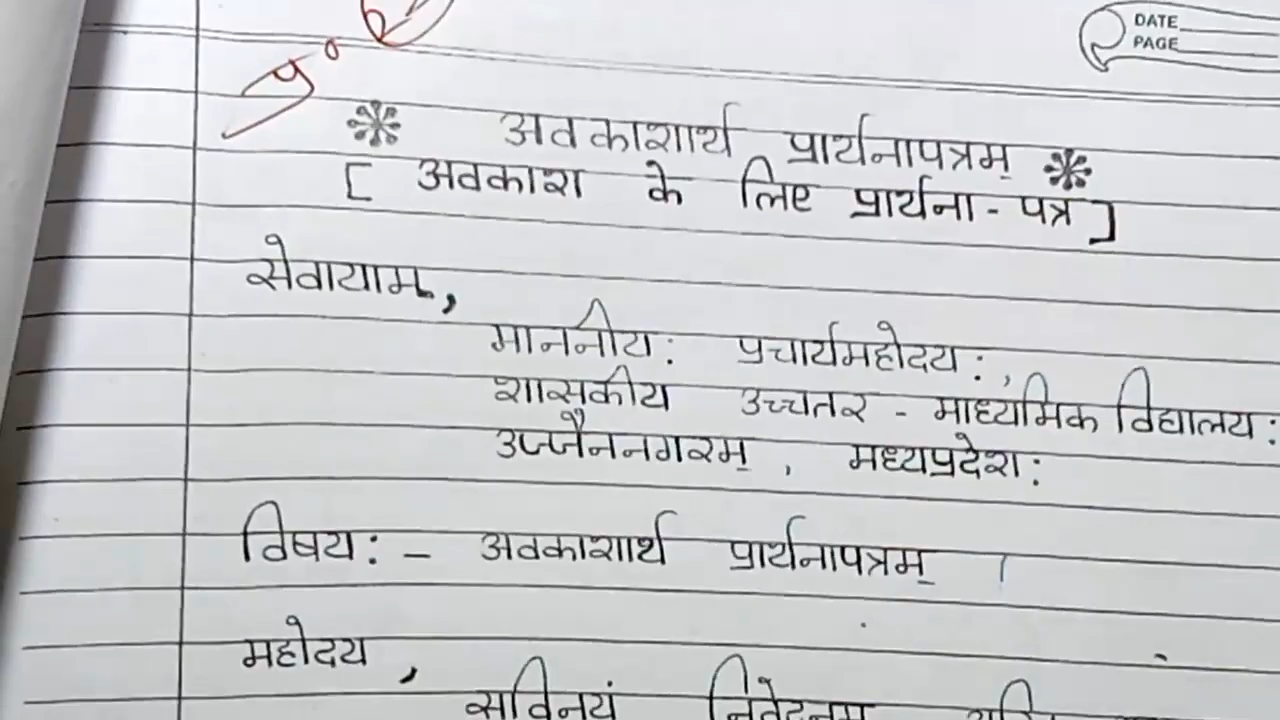 DATE
PAGE
अवकाशार्थ प्रार्थनापत्रम्
[ अवकाश के लिए प्रार्थना - पत्र ]
सेवायाम्,
माननीय: प्रचार्यमहोदय: ,
शासकीय उच्चतर - माध्यमिक विद्यालय:
उज्जैननगरम् , मध्यप्रदेश:
विषय: - अवकाशार्थ प्रार्थनापत्रम् ।
महोदय ,
सविनयं निवेदनम्